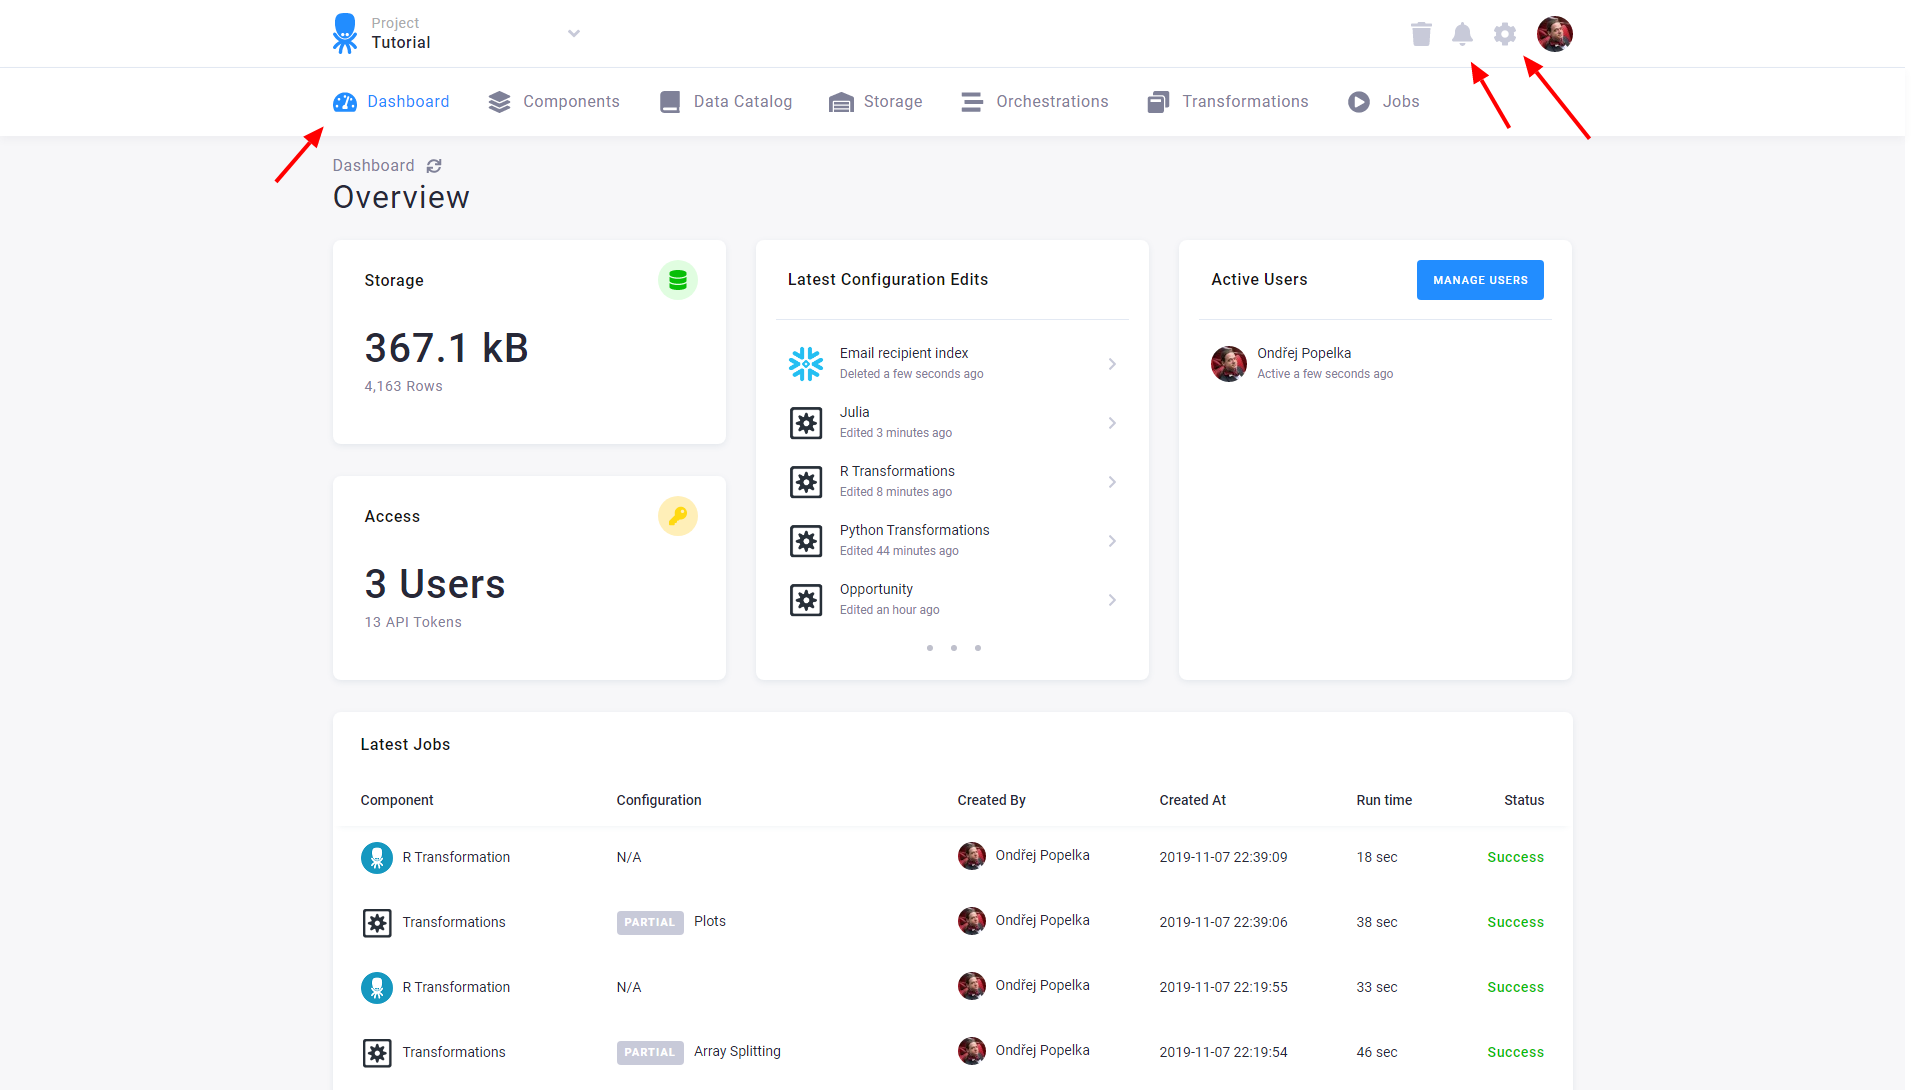 Project
Tutorial
Dashboard Components Data Catalog Storage Orchestrations Transformations Jobs
Dashboard
Overview
Storage
367.1 kB
4,163 Rows
Access
3 Users
13 API Tokens
Latest Configuration Edits
Email recipient index
Deleted a few seconds ago
Julia
Edited 3 minutes ago
R Transformations
Edited 8 minutes ago
Python Transformations
Edited 44 minutes ago
Opportunity
Edited an hour ago
Active Users
MANAGE USERS
Ondřej Popelka
Active a few seconds ago
Latest Jobs
Component Configuration Created By Created At Run time Status
R Transformation N/A Ondřej Popelka 2019-11-07 22:39:09 18 sec Success
Transformations PARTIAL Plots Ondřej Popelka 2019-11-07 22:39:06 38 sec Success
R Transformation N/A Ondřej Popelka 2019-11-07 22:19:55 33 sec Success
Transformations PARTIAL Array Splitting Ondřej Popelka 2019-11-07 22:19:54 46 sec Success